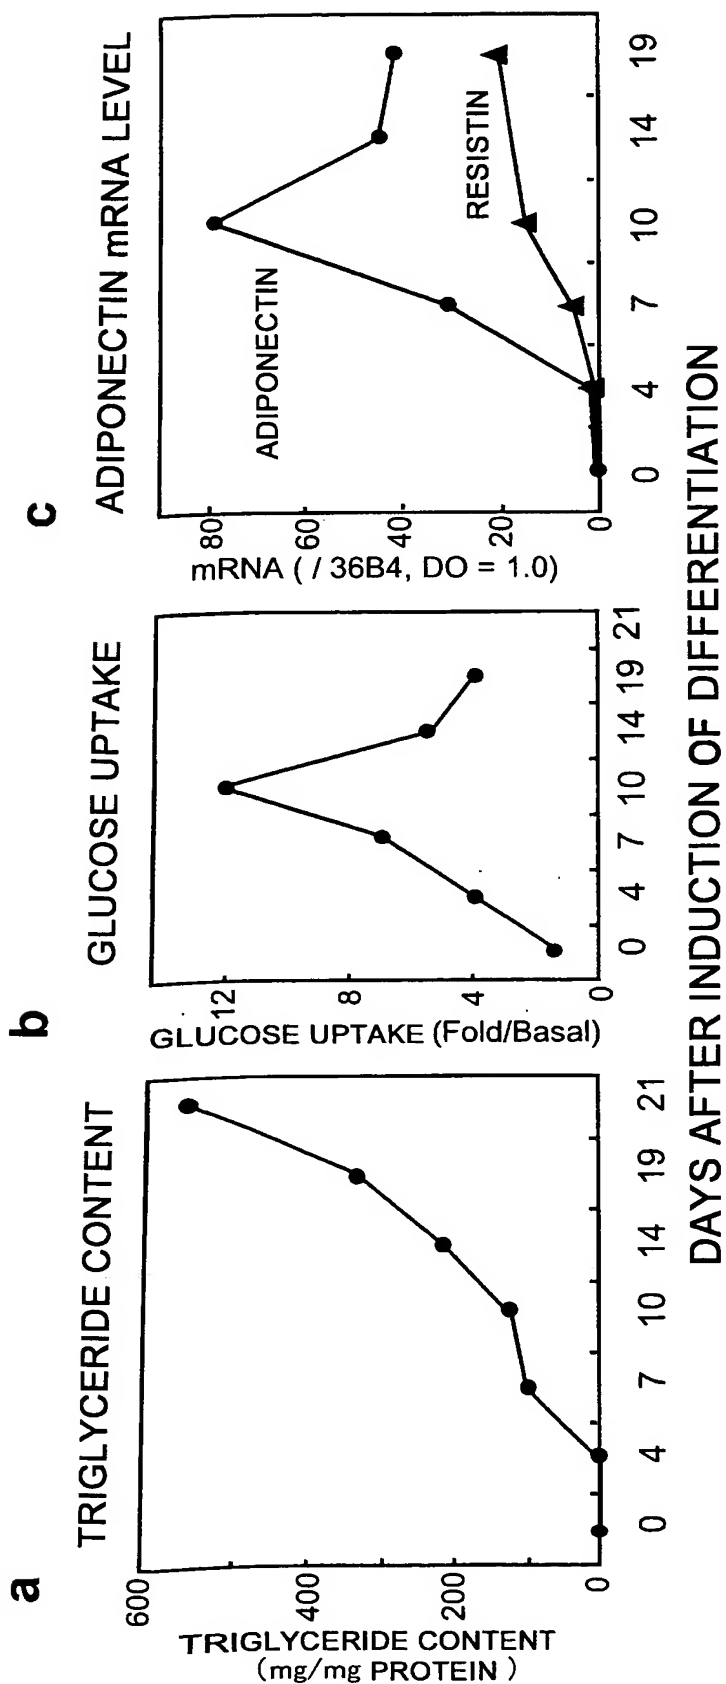 a
TRIGLYCERIDE CONTENT
TRIGLYCERIDE CONTENT
(mg/mg PROTEIN )
600
400
200
0
0 4 7 10 14 19 21
b
GLUCOSE UPTAKE
GLUCOSE UPTAKE (Fold/Basal)
12
8
4
0
0 4 7 10 14 19 21
c
ADIPONECTIN mRNA LEVEL
mRNA ( / 36B4, DO = 1.0)
80
60
40
20
0
ADIPONECTIN
RESISTIN
0 4 7 10 14 19
DAYS AFTER INDUCTION OF DIFFERENTIATION